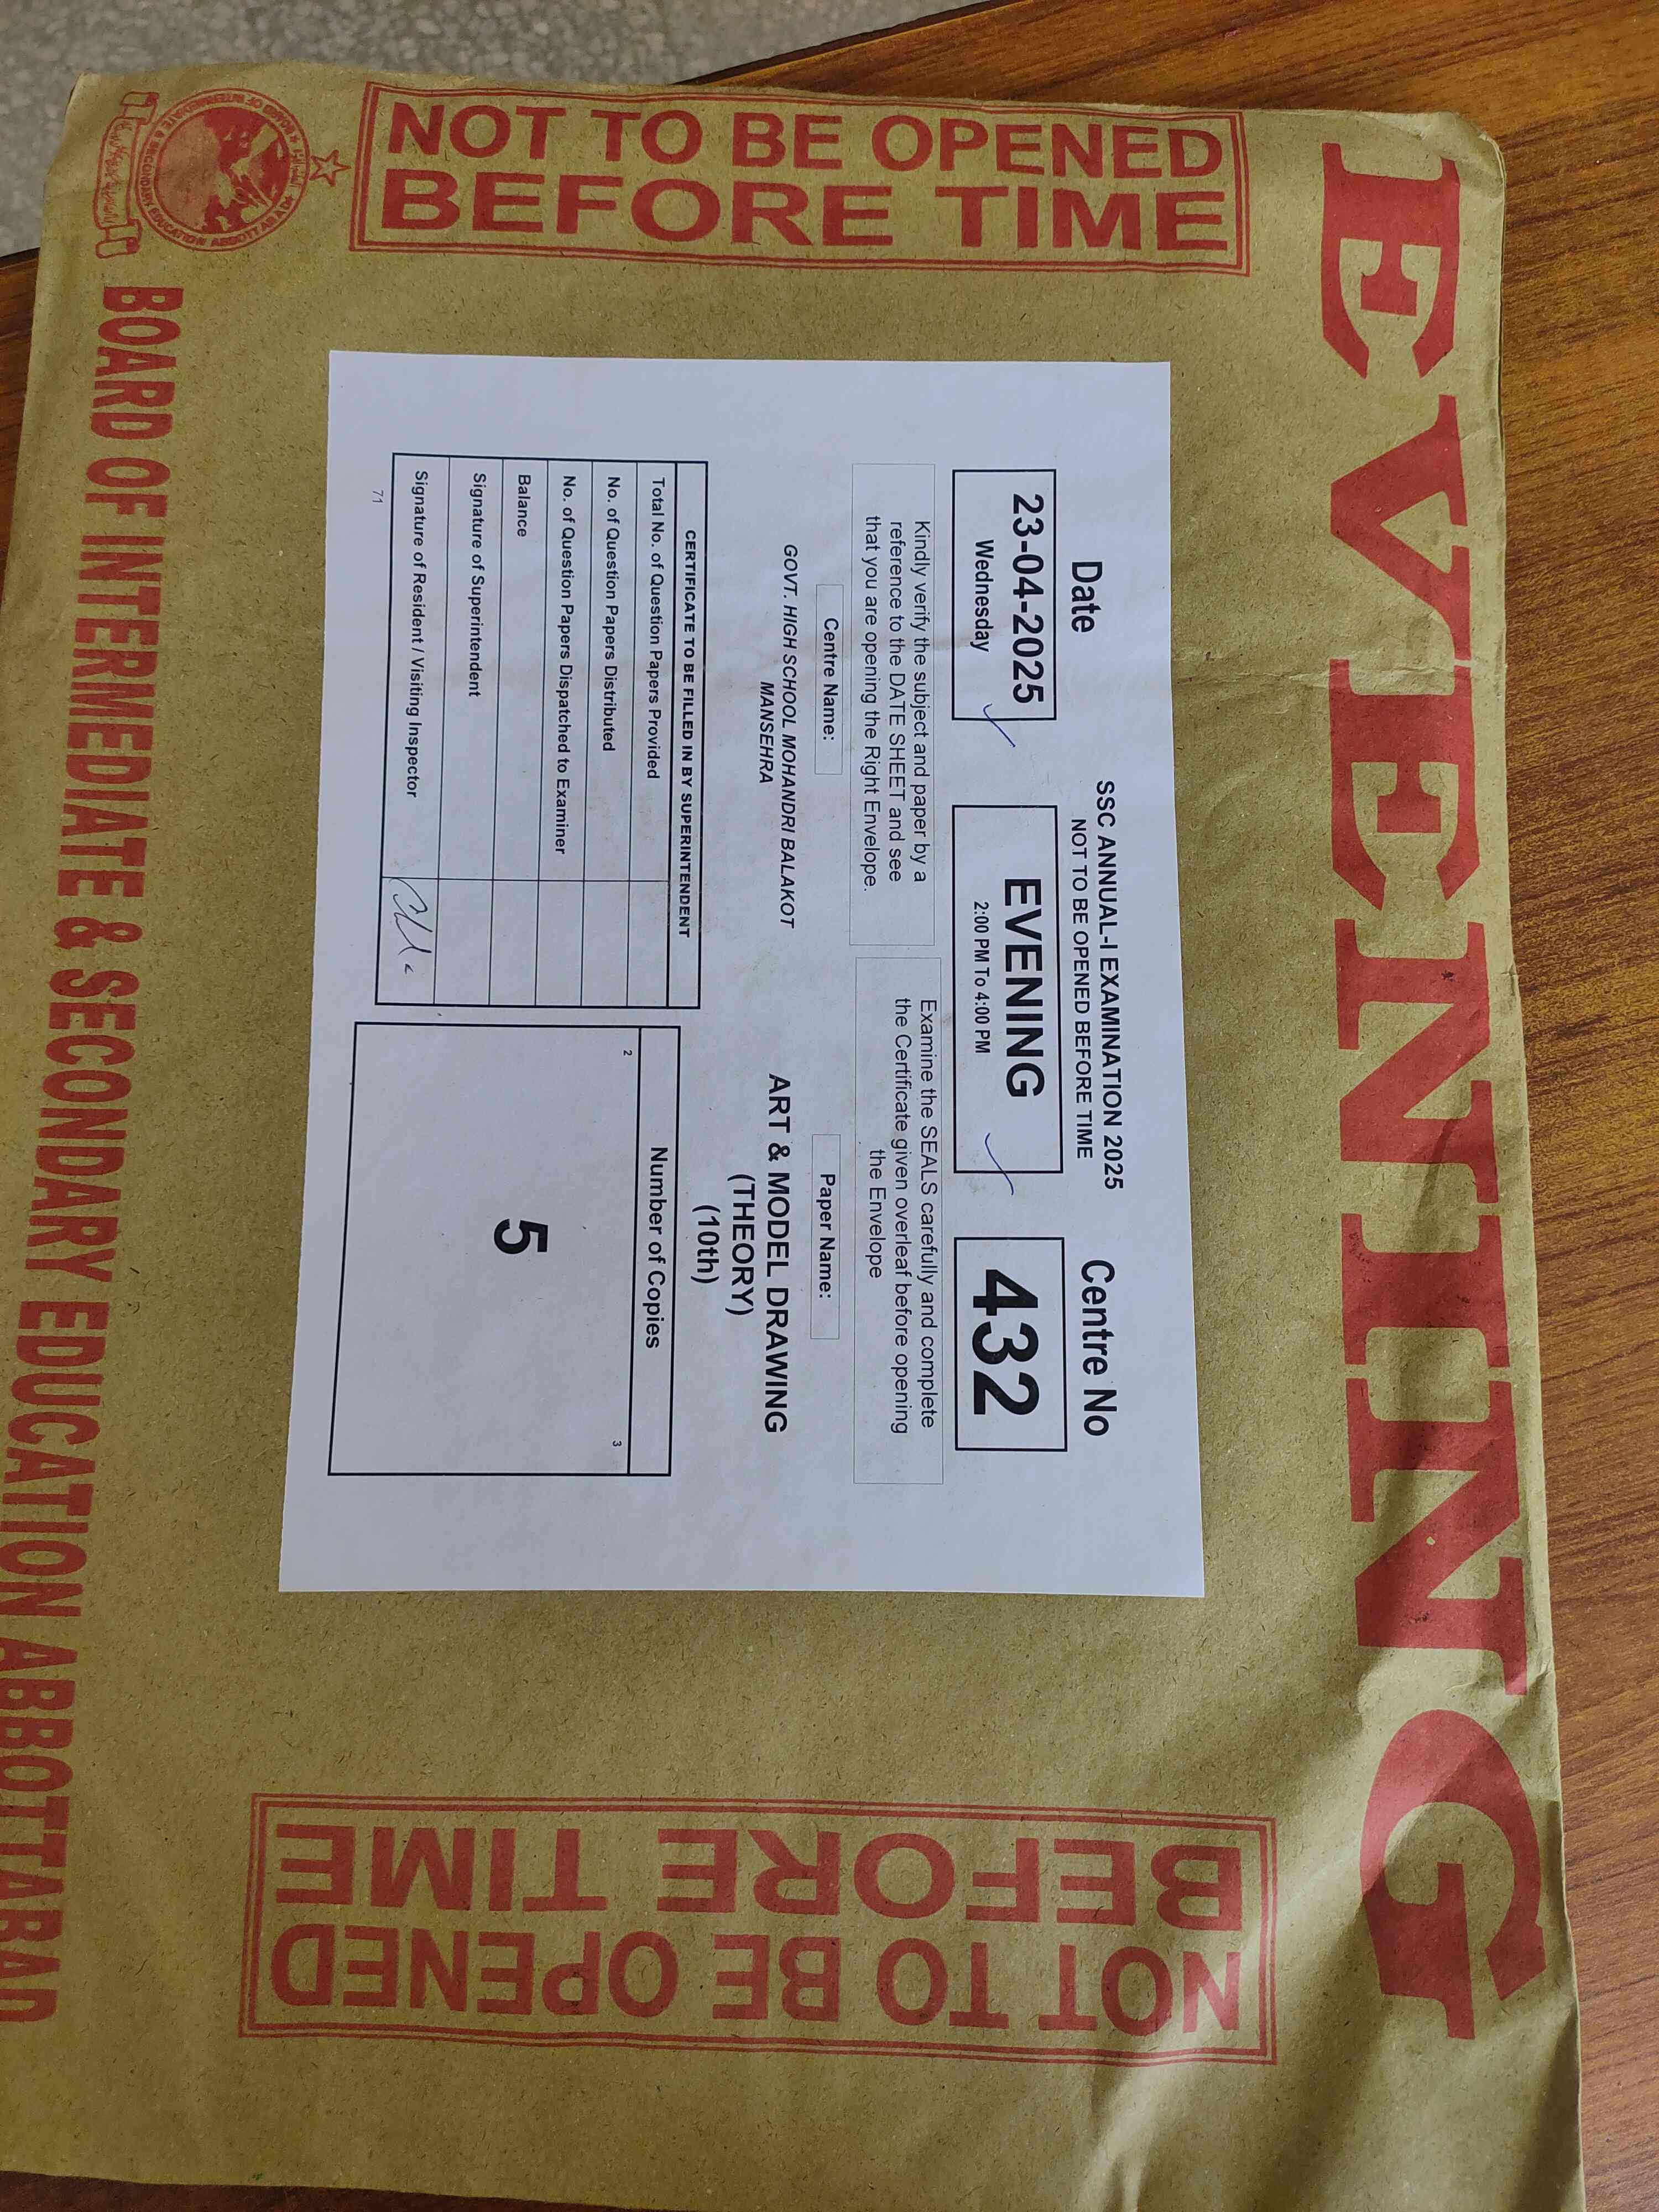 EVENING
NOT TO BE OPENED
BEFORE TIME
SSC ANNUAL-I EXAMINATION 2025
NOT TO BE OPENED BEFORE TIME
Date
Centre No
23-04-2025
Wednesday
EVENING
2:00 PM To 4:00 PM
432
Kindly verify the subject and paper by a
reference to the DATE SHEET and see
that you are opening the Right Envelope.
Examine the SEALS carefully and complete
the Certificate given overleaf before opening
the Envelope
Centre Name:
GOVT. HIGH SCHOOL MOHANDRI BALAKOT
MANSEHRA
Paper Name:
ART & MODEL DRAWING
(THEORY)
(10th)
CERTIFICATE TO BE FILLED IN BY SUPERINTENDENT
Total No. of Question Papers Provided
No. of Question Papers Distributed
No. of Question Papers Dispatched to Examiner
Balance
Signature of Superintendent
Signature of Resident / Visiting Inspector
71
Number of Copies
2
3
5
NOT TO BE OPENED
BEFORE TIME
BOARD OF INTERMEDIATE & SECONDARY EDUCATION ABBOTTABAD